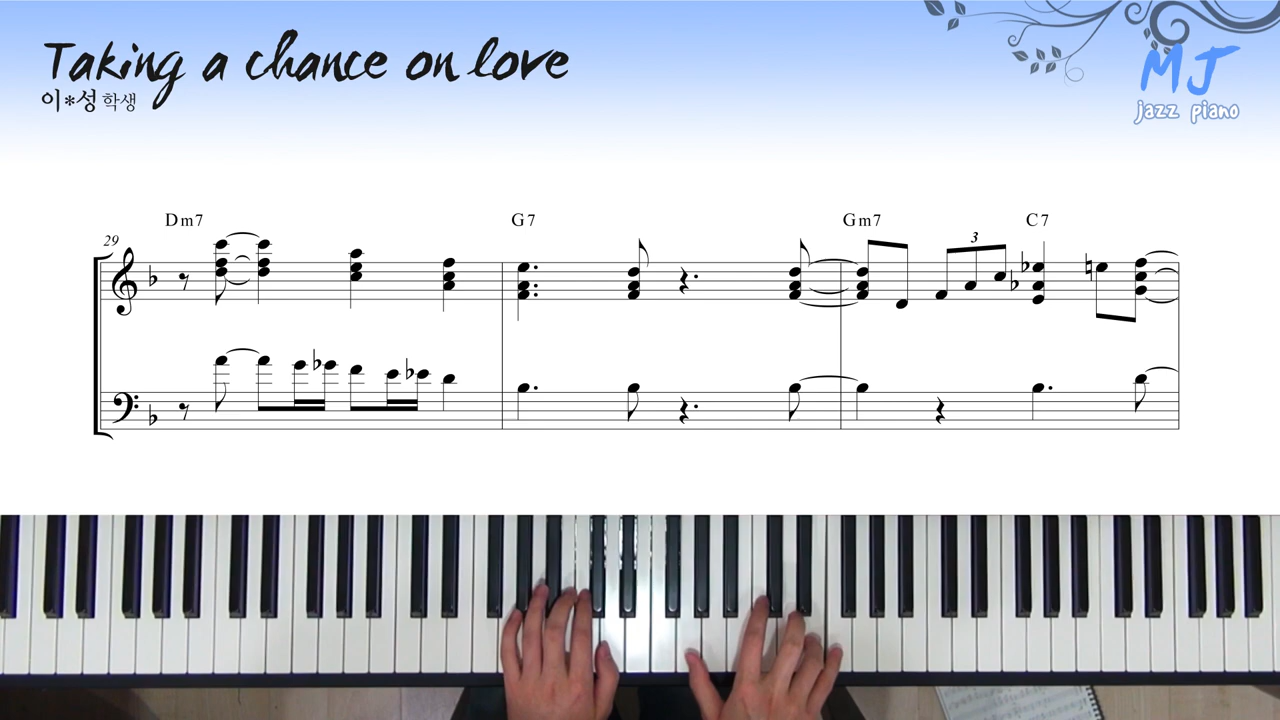 Taking a chance on love
이*성 학생
MJ
jazz piano
Dm7 G7 Gm7 C7
29
3